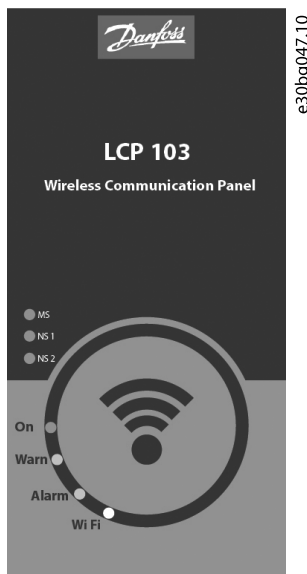 Danfoss
e30bg047.10
LCP 103
Wireless Communication Panel
MS
NS 1
NS 2
On
Warn
Alarm
Wi Fi